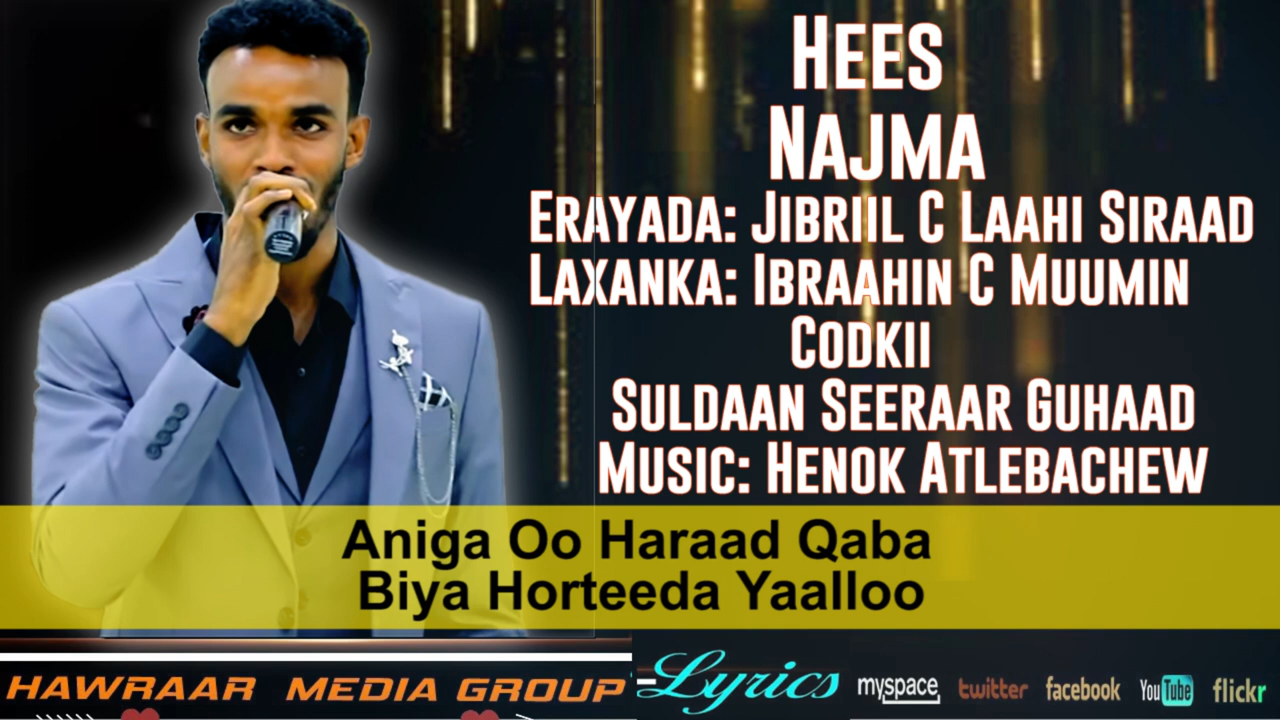 Hees
Najma
Erayada: Jibriil C Laahi Siraad
Laxanka: Ibraahin C Muumin
Codkii
Suldaan Seeraar Guhaad
Music: Henok Atlebachew
Aniga Oo Haraad Qaba
Biya Horteeda Yaalloo
HAWRAAR MEDIA GROUP Lyrics myspace twitter facebook YouTube flickr